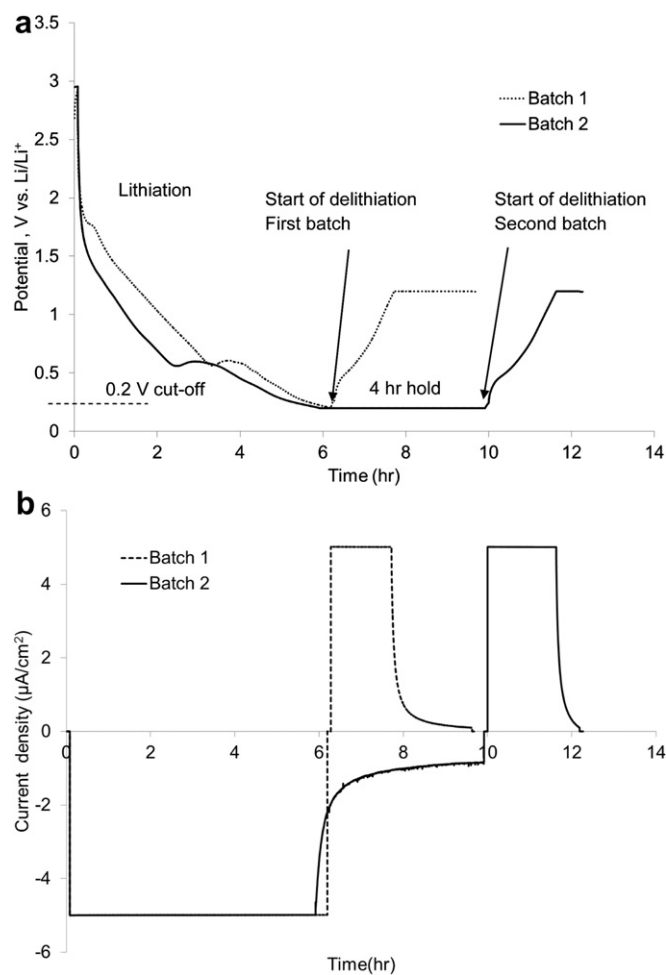 a
3.5
3
2.5
2
1.5
1
0.5
0
Potential , V vs. Li/Li⁺
Batch 1
Batch 2
Lithiation
Start of delithiation
First batch
Start of delithiation
Second batch
0.2 V cut-off
4 hr hold
0 2 4 6 8 10 12 14
Time (hr)
b
6
4
2
0
-2
-4
-6
Current density (µA/cm²)
Batch 1
Batch 2
0 2 4 6 8 10 12 14
Time(hr)